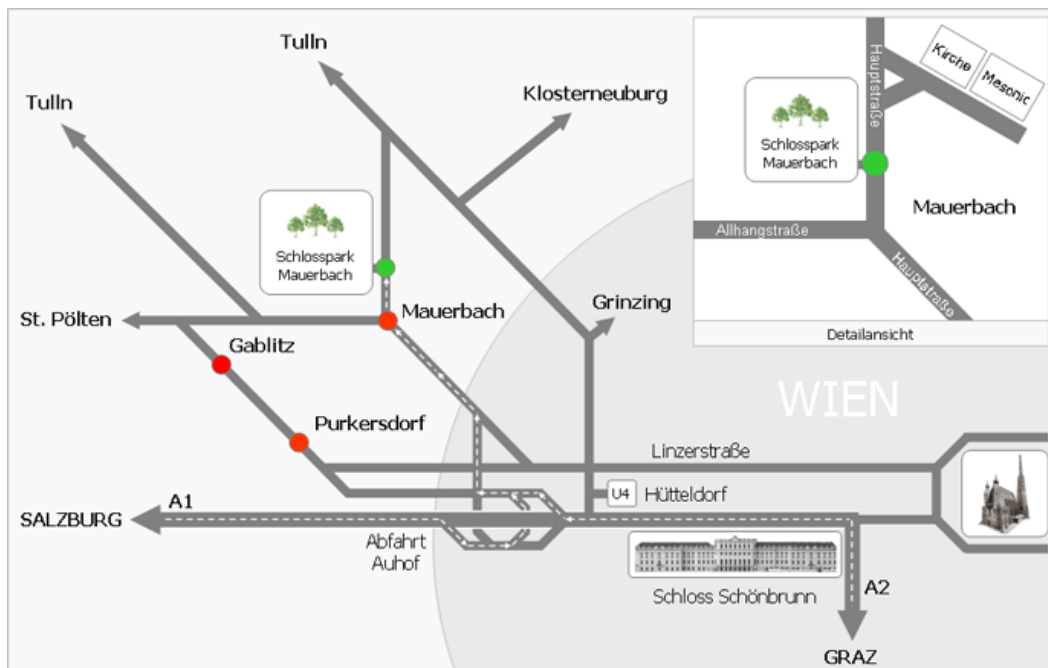 Tulln
Tulln
Klosterneuburg
Schlosspark
Mauerbach
St. Pölten
Mauerbach
Grinzing
Gablitz
Purkersdorf
WIEN
Linzerstraße
U4
Hütteldorf
A1
SALZBURG
Abfahrt
Auhof
Schloss Schönbrunn
A2
GRAZ
Hauptstraße
Kirche
Mesonic
Schlosspark
Mauerbach
Mauerbach
Allhangstraße
Hauptstraße
Detailansicht